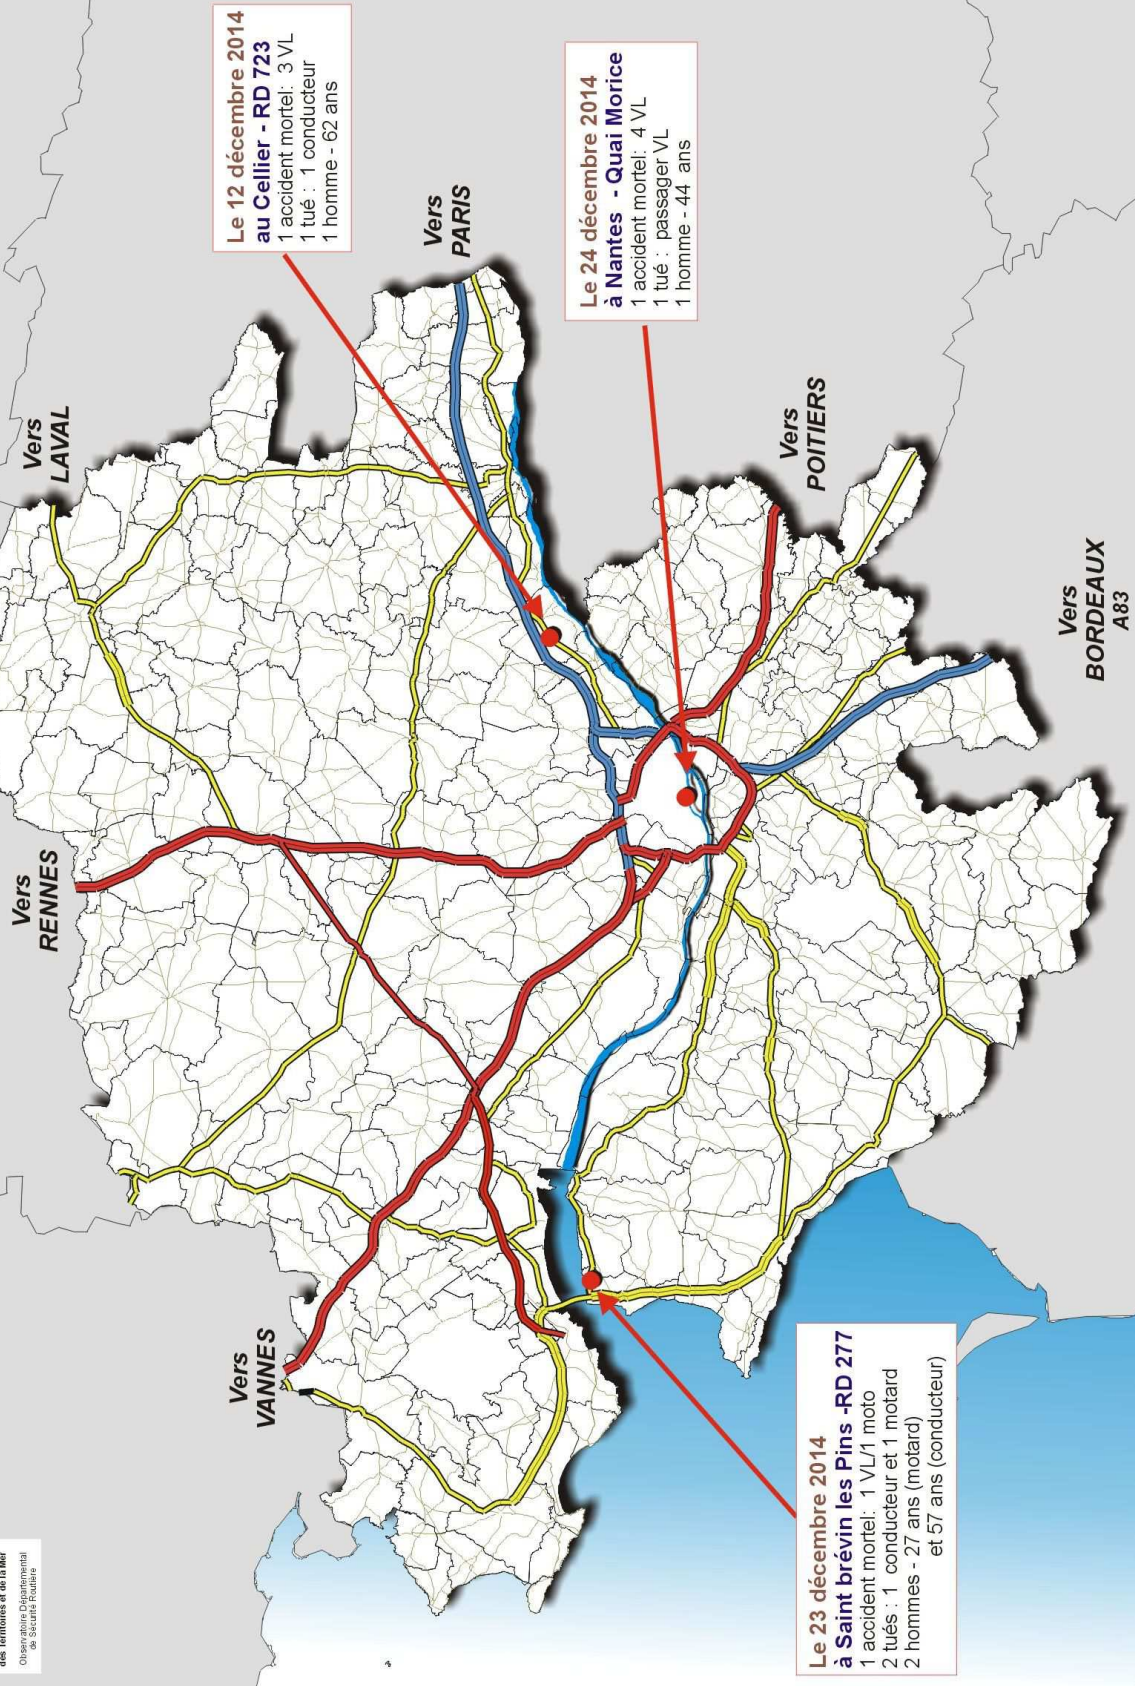 des Territoires et de la Mer
Observatoire Départemental
de Sécurité Routière
Vers
VANNES
Vers
RENNES
Vers
LAVAL
Le 12 décembre 2014
au Cellier - RD 723
1 accident mortel: 3 VL
1 tué : 1 conducteur
1 homme - 62 ans
Vers
PARIS
Le 24 décembre 2014
à Nantes - Quai Morice
1 accident mortel: 4 VL
1 tué : passager VL
1 homme - 44 ans
Vers
POITIERS
Vers
BORDEAUX
A83
Le 23 décembre 2014
à Saint brévin les Pins -RD 277
1 accident mortel: 1 VL/1 moto
2 tués : 1 conducteur et 1 motard
2 hommes - 27 ans (motard)
et 57 ans (conducteur)